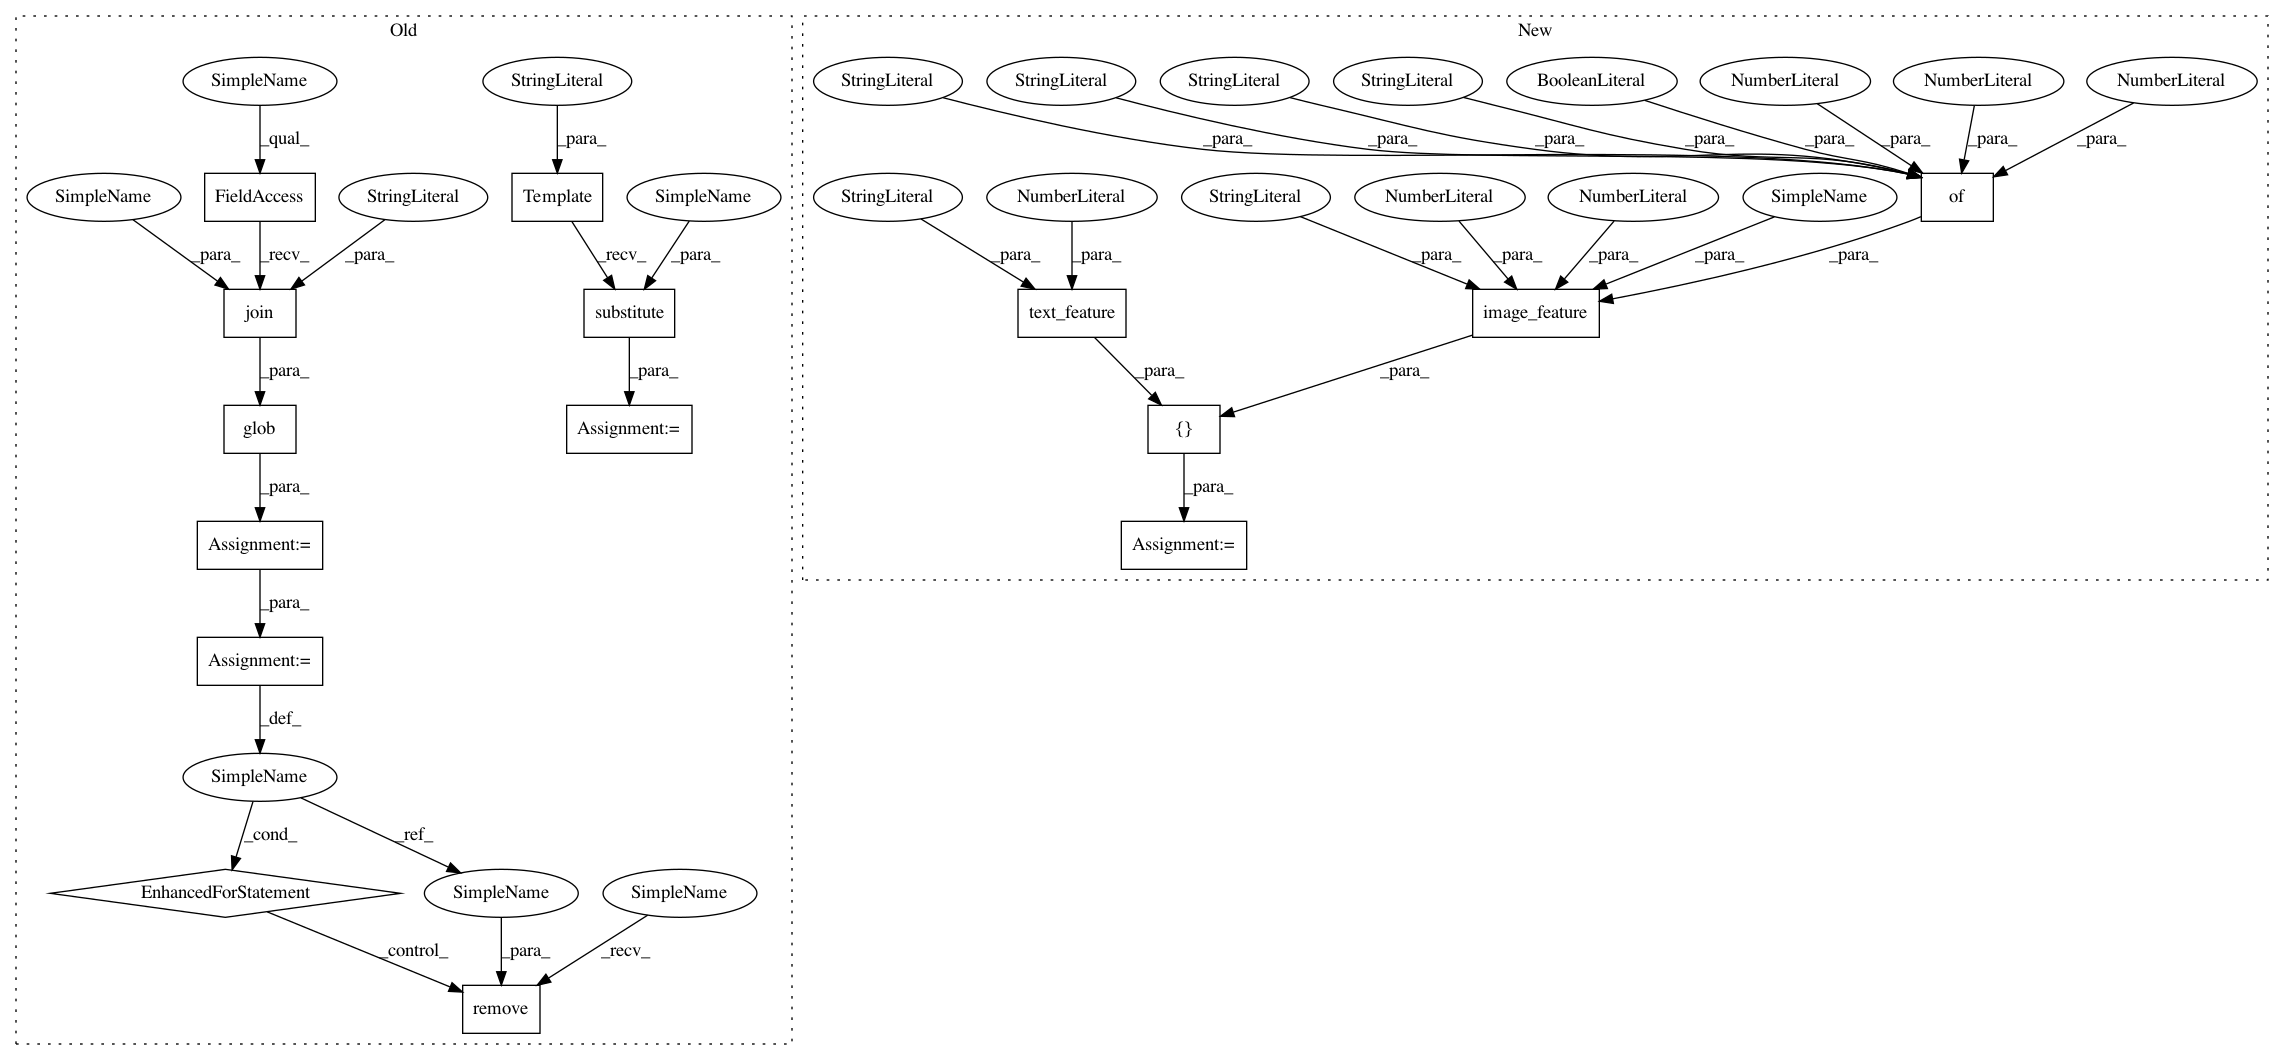 Old
SimpleName
StringLiteral
_qual_
_para_
SimpleName
FieldAccess
StringLiteral
Template
SimpleName
_para_
_recv_
_para_
_recv_
_para_
join
substitute
_para_
_para_
glob
Assignment:=
_para_
Assignment:=
_para_
Assignment:=
_def_
SimpleName
_cond_
_ref_
EnhancedForStatement
SimpleName
SimpleName
_control_
_para_
_recv_
remove
New
StringLiteral
StringLiteral
StringLiteral
StringLiteral
BooleanLiteral
NumberLiteral
NumberLiteral
NumberLiteral
_para_
_para_
_para_
_para_
_para_
_para_
_para_
_para_
StringLiteral
NumberLiteral
StringLiteral
NumberLiteral
NumberLiteral
SimpleName
of
_para_
_para_
_para_
_para_
_para_
_para_
_para_
text_feature
image_feature
_para_
_para_
{}
_para_
Assignment:=